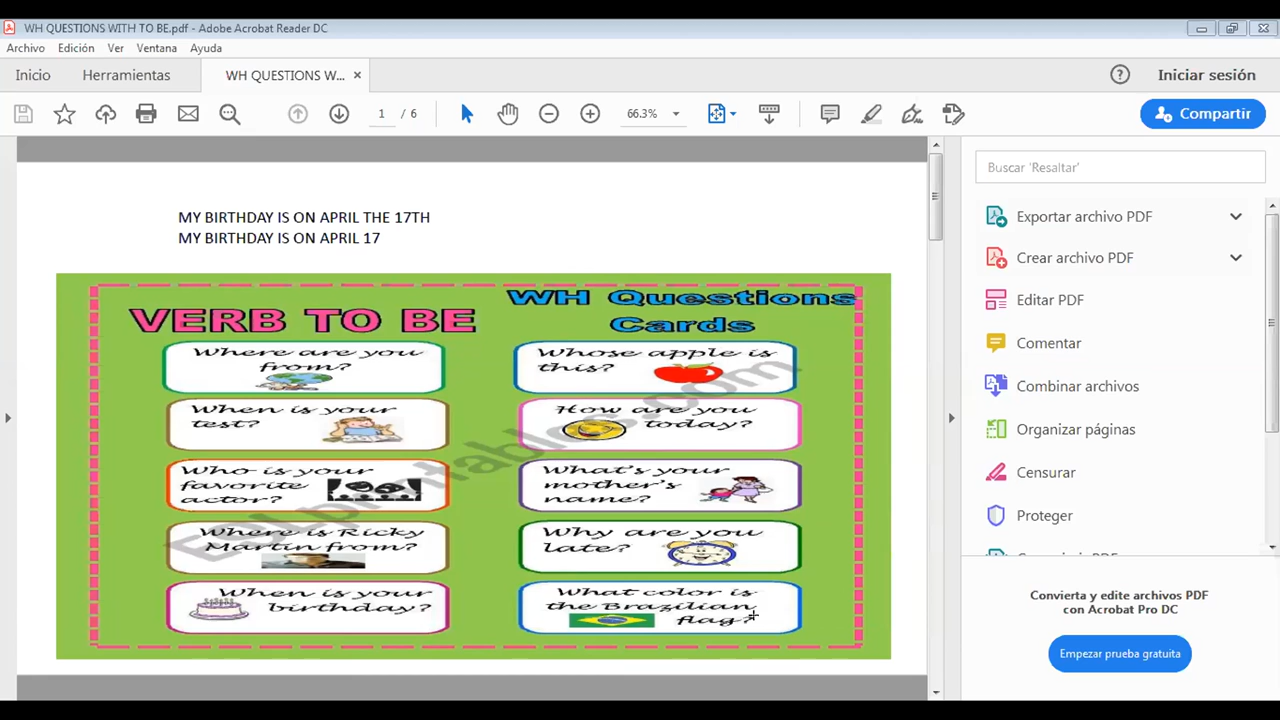 WH QUESTIONS WITH TO BE.pdf - Adobe Acrobat Reader DC
Archivo Edición Ver Ventana Ayuda
Inicio Herramientas WH QUESTIONS W... Iniciar sesión
1 / 6 66.3% Compartir
Buscar 'Resaltar'
Exportar archivo PDF
Crear archivo PDF
Editar PDF
Comentar
Combinar archivos
Organizar páginas
Censurar
Proteger
Convierta y edite archivos PDF
con Acrobat Pro DC
Empezar prueba gratuita
MY BIRTHDAY IS ON APRIL THE 17TH
MY BIRTHDAY IS ON APRIL 17
VERB TO BE
WH Questions
Cards
Where are you
from?
When is your
test?
Who is your
favorite
actor?
Where is Ricky
Martin from?
When is your
birthday?
Whose apple is
this?
How are you
today?
What's your
mother's
name?
Why are you
late?
What color is
the Brazilian
flag?
ESLprintables.com